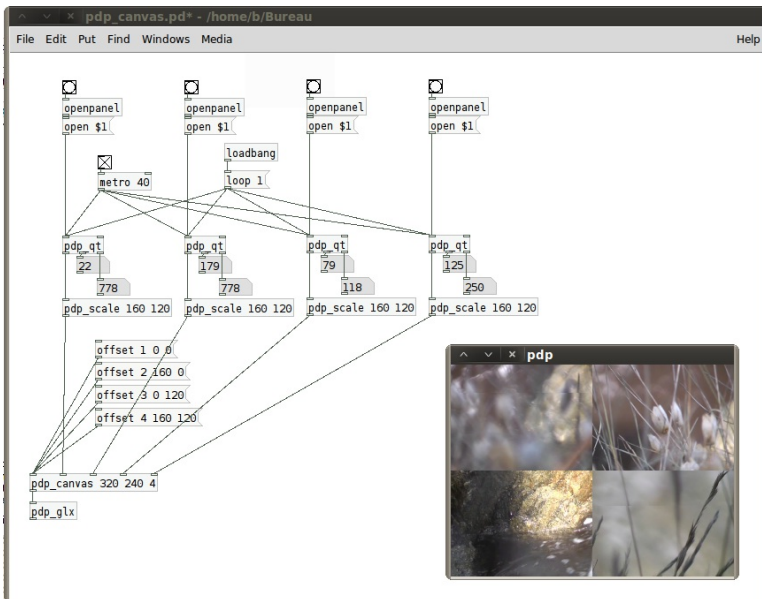 pdp_canvas.pd* - /home/b/Bureau
File Edit Put Find Windows Media Help
openpanel openpanel openpanel openpanel
open $1 open $1 open $1 open $1
loadbang
metro 40 loop 1
pdp_qt pdp_qt pdp_qt pdp_qt
22 179 79 125
778 778 118 250
pdp_scale 160 120 pdp_scale 160 120 pdp_scale 160 120 pdp_scale 160 120
offset 1 0 0
pdp
offset 2 160 0
offset 3 0 120
offset 4 160 120
pdp_canvas 320 240 4
pdp_glx